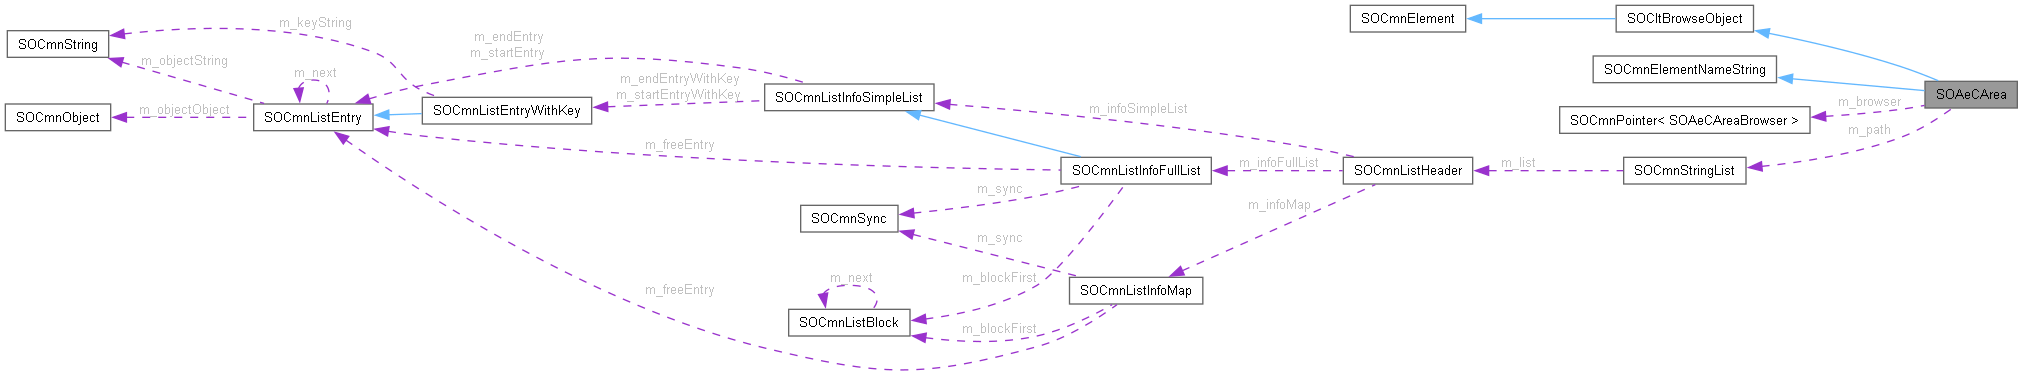 SOCmnElement
SOCltBrowseObject
m_keyString
SOCmnString
m_endEntry
m_startEntry
m_objectString
SOCmnElementNameString
m_next
m_endEntryWithKey
m_startEntryWithKey
SOCmnListInfoSimpleList
SOAeCArea
m_browser
m_infoSimpleList
m_objectObject
SOCmnObject
SOCmnListEntry
SOCmnListEntryWithKey
SOCmnPointer< SOAeCAreaBrowser >
m_path
m_freeEntry
m_infoFullList
m_list
SOCmnListInfoFullList
SOCmnListHeader
SOCmnStringList
m_sync
m_infoMap
SOCmnSync
m_sync
m_next
m_blockFirst
m_freeEntry
SOCmnListInfoMap
SOCmnListBlock
m_blockFirst